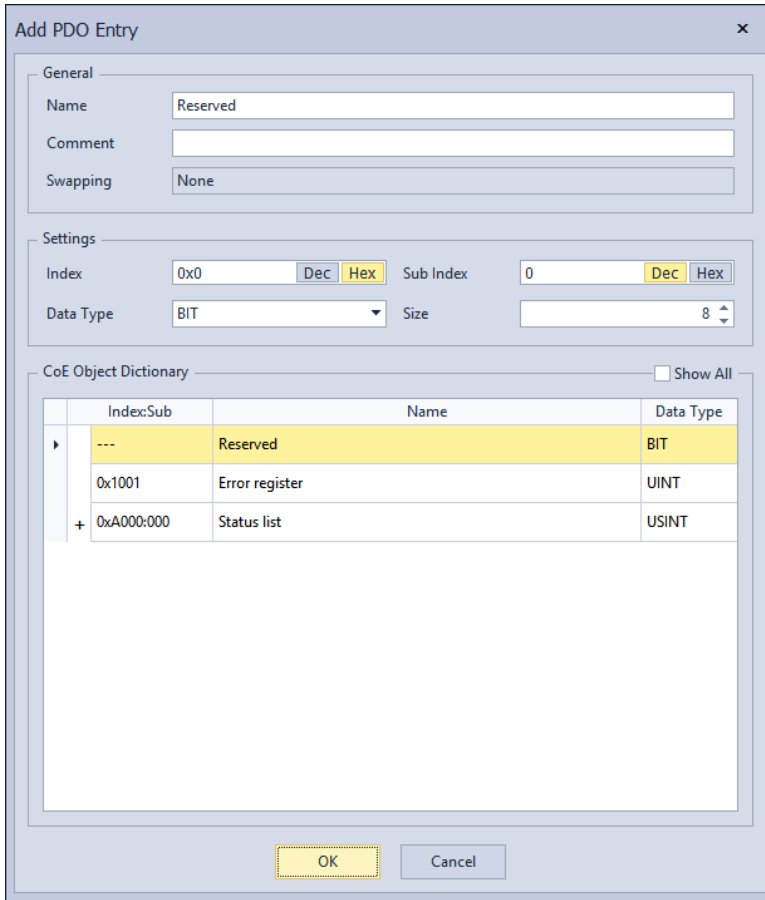 Add PDO Entry ×
General
Name Reserved
Comment
Swapping None
Settings
Index 0x0 Dec Hex Sub Index 0 Dec Hex
Data Type BIT Size 8
CoE Object Dictionary Show All
Index:Sub Name Data Type
--- Reserved BIT
0x1001 Error register UINT
+ 0xA000:000 Status list USINT
OK Cancel